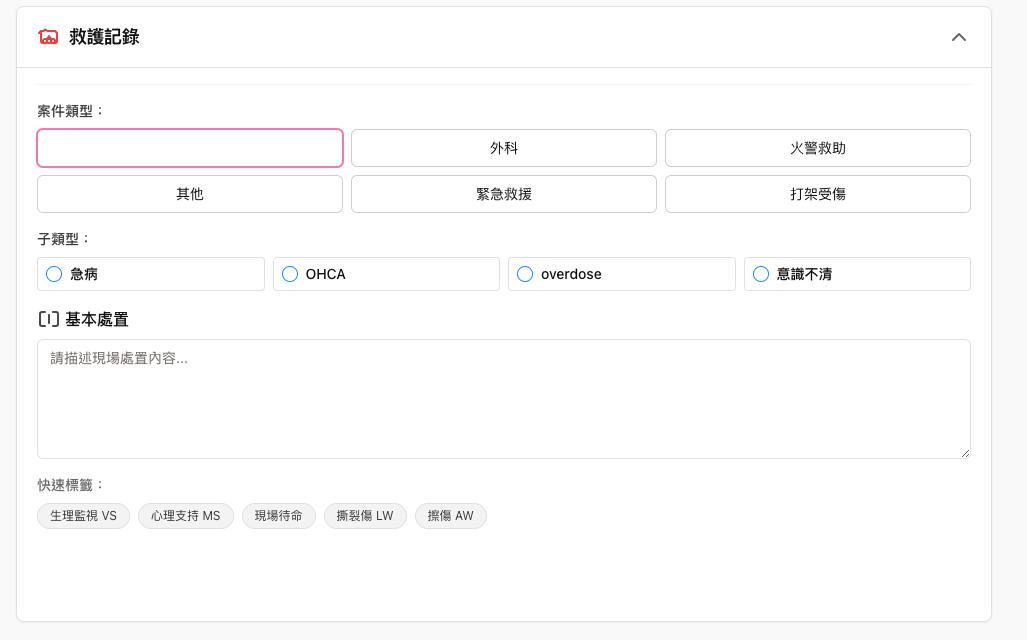 救護記錄
案件類型：
外科 火警救助
其他 緊急救援 打架受傷
子類型：
急病 OHCA overdose 意識不清
基本處置
請描述現場處置內容...
快速標籤：
生理監視 VS 心理支持 MS 現場待命 撕裂傷 LW 擦傷 AW